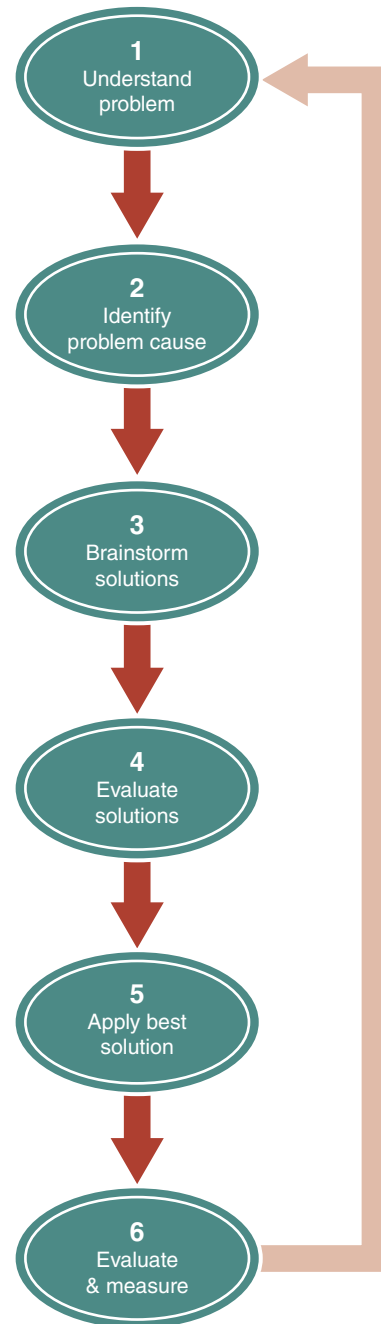 1
Understand
problem
2
Identify
problem cause
3
Brainstorm
solutions
4
Evaluate
solutions
5
Apply best
solution
6
Evaluate
& measure